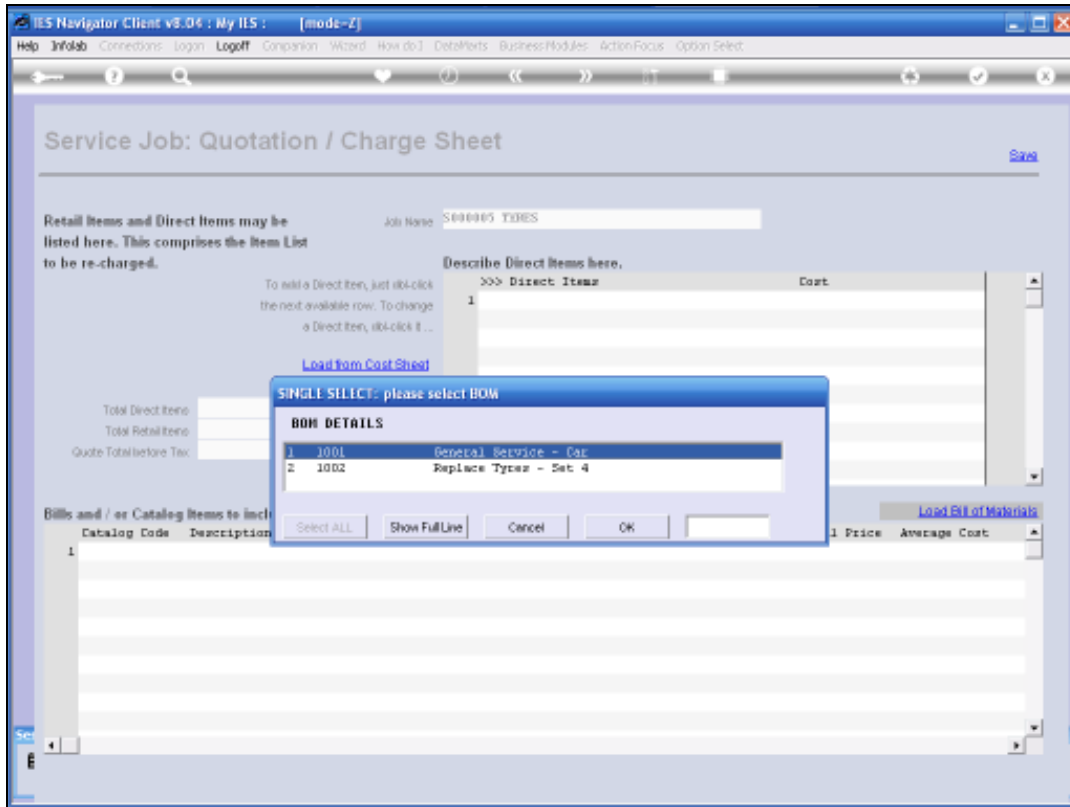 IES Navigator Client v8.04 : My IES : [mode=Z]
Help Infolab Connections Logon Logoff Companion Wizard How do I DataAlerts Business Modules Action Focus Option Select
Service Job: Quotation / Charge Sheet
Save
Retail Items and Direct Items may be
listed here. This comprises the Item List
to be re-charged.
Job Name S000005 TYRES
To add a Direct Item, just dbl-click
the next available row. To change
a Direct Item, dbl-click it ...
Load from Cost Sheet
Describe Direct Items here.
>>> Direct Items Cost
1
Total Direct Items
Total Retail Items
Quote Total before Tax
SINGLE SELECT: please select BOM
BOM DETAILS
1 1001 General Service - Car
2 1002 Replace Tyres - Set 4
Select ALL Show Full Line Cancel OK
Bills and / or Catalog Items to incl
Load Bill of Materials
Catalog Code Description l Price Average Cost
1